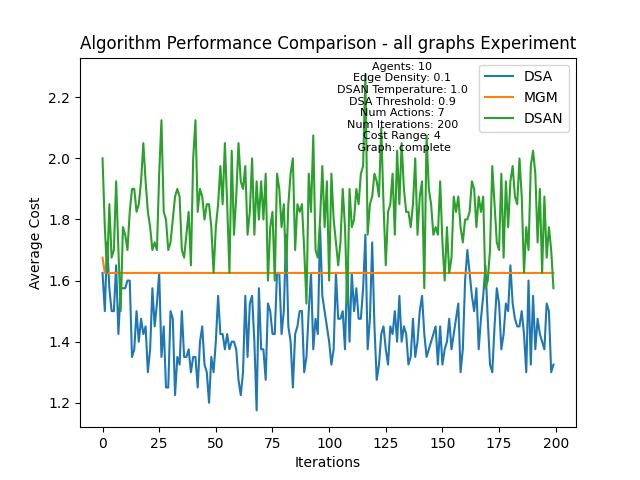 Algorithm Performance Comparison - all graphs Experiment
Agents: 10
Edge Density: 0.1
DSAN Temperature: 1.0
DSA Threshold: 0.9
Num Actions: 7
Num Iterations: 200
Cost Range: 4
Graph: complete
DSA
MGM
DSAN
Average Cost
2.2
2.0
1.8
1.6
1.4
1.2
0
25
50
75
100
125
150
175
200
Iterations